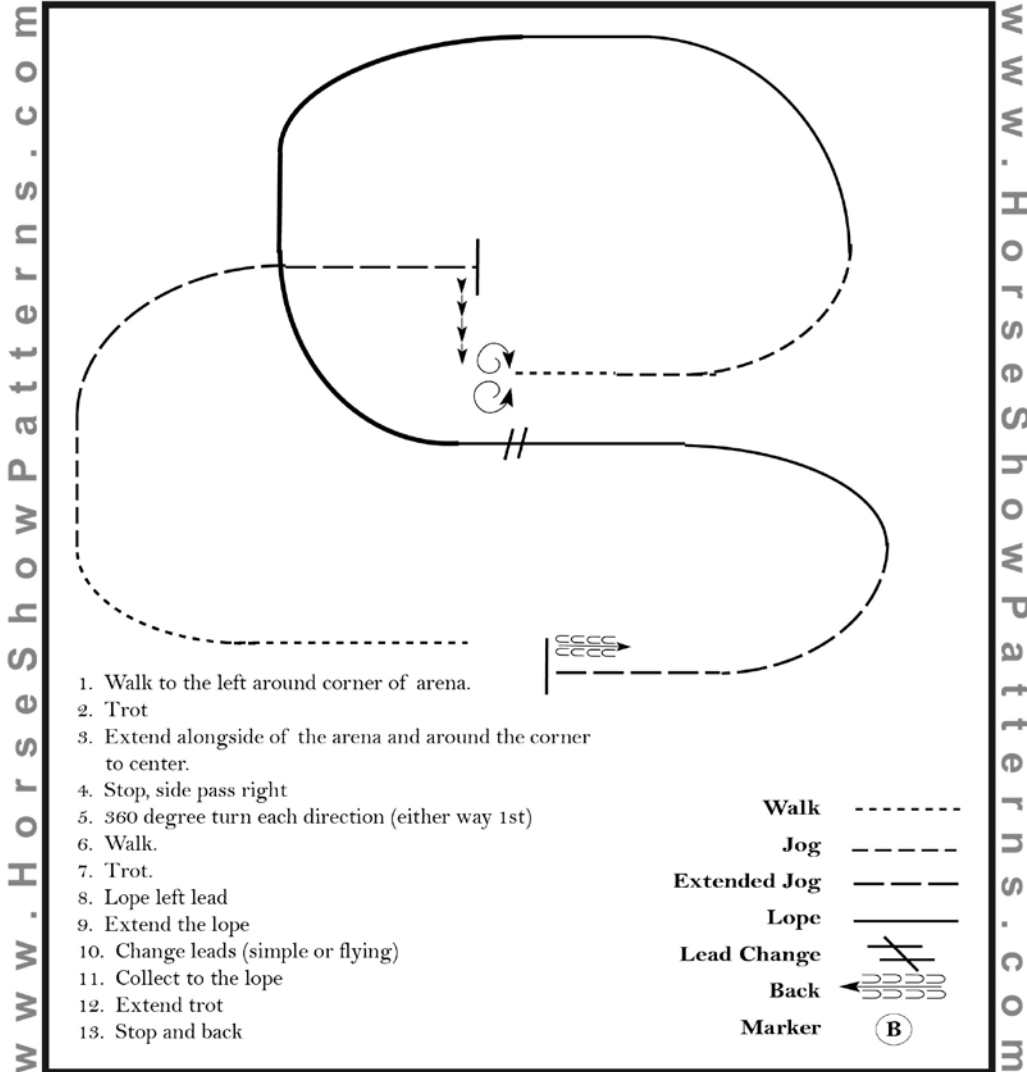 www.HorseShowPatterns.com
1. Walk to the left around corner of arena.
2. Trot
3. Extend alongside of the arena and around the corner
to center.
4. Stop, side pass right
5. 360 degree turn each direction (either way 1st)
6. Walk.
7. Trot.
8. Lope left lead
9. Extend the lope
10. Change leads (simple or flying)
11. Collect to the lope
12. Extend trot
13. Stop and back
Walk
Jog
Extended Jog
Lope
Lead Change
Back
Marker B
www.HorseShowPatterns.com